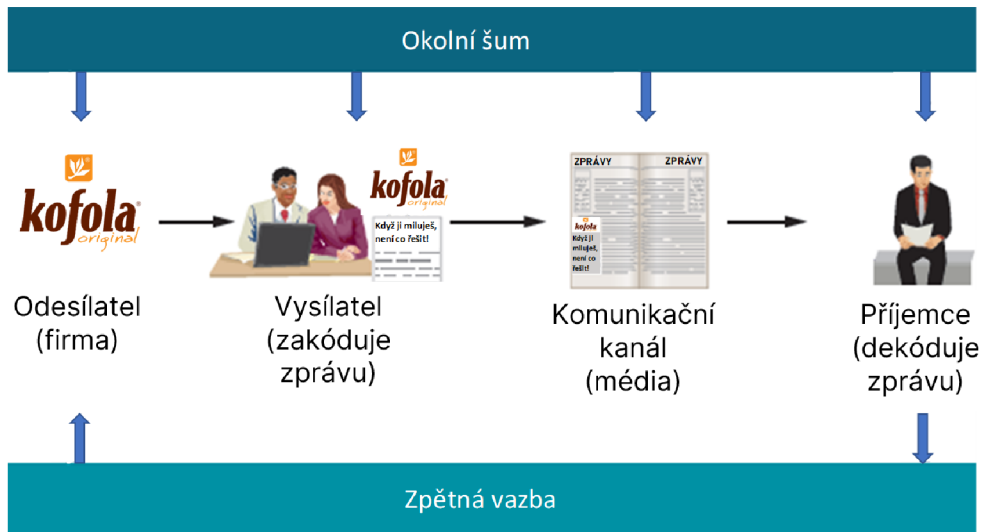 Okolní šum
kofola
original
Odesílatel
(firma)
kofola
original
Když ji miluješ,
není co řešit!
Vysílatel
(zakóduje
zprávu)
ZPRÁVY
ZPRÁVY
kofola
Když ji
miluješ,
není co
řešit!
Komunikační
kanál
(média)
Příjemce
(dekóduje
zprávu)
Zpětná vazba